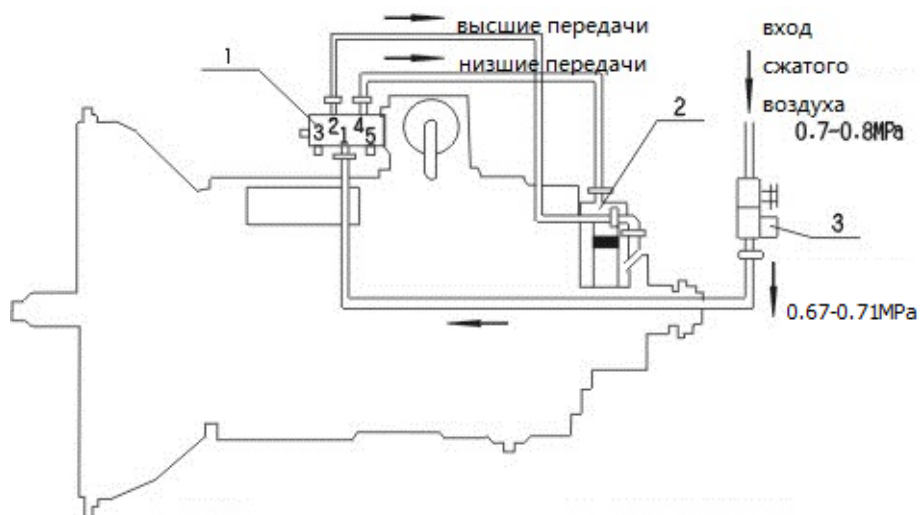 высшие передачи
вход
низшие передачи
сжатого
воздуха
0.7-0.8MPa
1
2
3 2 1 4 5
3
0.67-0.71MPa